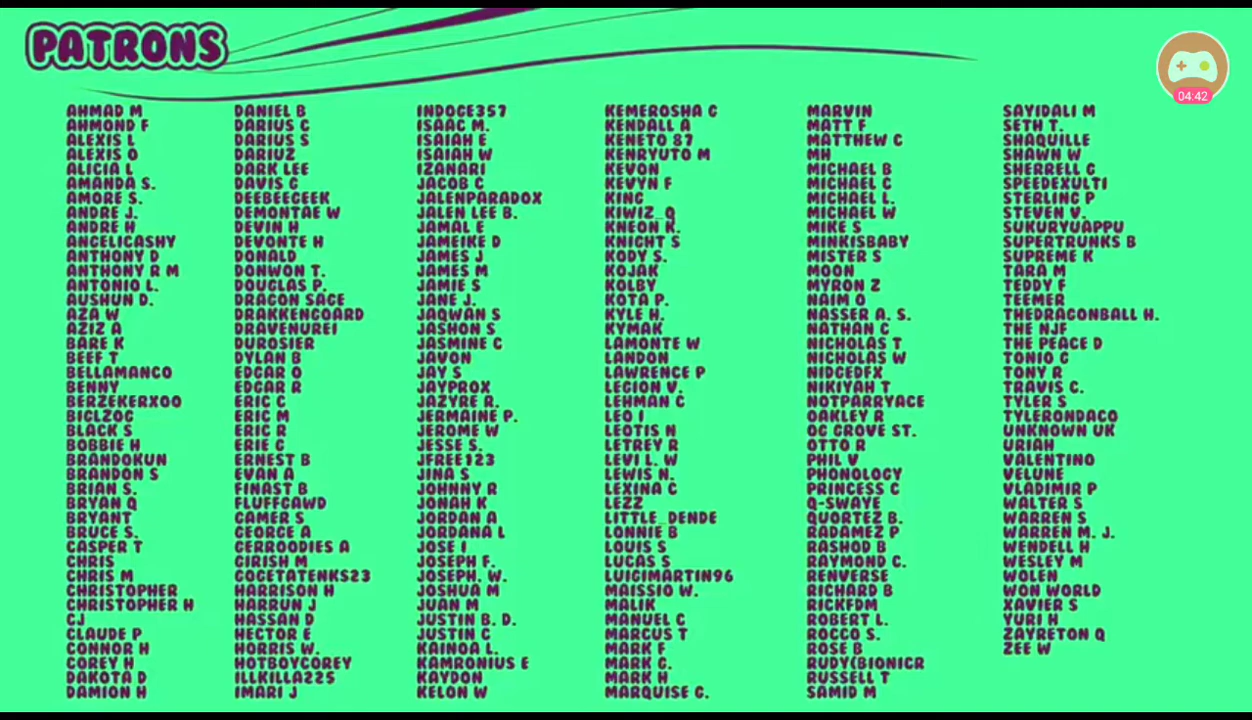 PATRONS
04:42
AHMAD M
AHMOND F
ALEXIS L
ALEXIS O
ALICIA L
AMANDA S.
AMORE S.
ANDRE J.
ANDRE H
ANGELICASHY
ANTHONY D
ANTHONY R M
ANTONIO L.
AUSHUN D.
AZA W
AZIZ A
BARE K
BEEF T
BELLAMANGO
BENNY
BERZERKERXOO
BIGLZOG
BLACK S
BOBBIE H
BRANDOKUN
BRANDON S
BRIAN S.
BRYAN Q
BRYANT
BRUCE S.
CASPER T
CHRIS
CHRIS M
CHRISTOPHER
CHRISTOPHER H
CJ
CLAUDE P
CONNOR H
COREY H
DAKOTA D
DAMION H
DANIEL B
DARIUS G
DARIUS S
DARIUZ
DARK LEE
DAVIS G
DEEBEEGEEK
DEMONTAE W
DEVIN H
DEVONTE H
DONALD
DONWON T.
DOUGLAS P.
DRAGON SAGE
DRAKKENGOARD
DRAVENUREI
DUROSIER
DYLAN B
EDGAR O
EDGAR R
ERIC C
ERIC M
ERIC R
ERIE G
ERNEST B
EVAN A
FINAST B
FLUFFGAWD
GAMER S
GEORGE A
GERROODIES A
GIRISH M
GOGETATENKS23
HARRISON H
HARRUN J
HASSAN D
HECTOR E
HORRIS W.
HOTBOYCOREY
ILLKILLA225
IMARI J
INDOGE357
ISAAC M.
ISAIAH E
ISAIAH W
IZANARI
JACOB C
JALENPARADOX
JALEN LEE B.
JAMAL E
JAMEIKE D
JAMES J
JAMES M
JAMIE S
JANE J.
JAQWAN S
JASHON S
JASMINE C
JAVON
JAY S
JAYPROX
JAZYRE R.
JERMAINE P.
JEROME W
JESSE S.
JFREE123
JINA S
JOHNNY R
JONAH K
JORDAN A
JORDANA L
JOSE I
JOSEPH F.
JOSEPH. W.
JOSHUA M
JUAN M
JUSTIN B. D.
JUSTIN C
KAINOA L.
KAMRONIUS E
KAYDON
KELON W
KEMEROSHA G
KENDALL A
KENETO 87
KENRYUTO M
KEVON
KEVYN F
KING
KIWIZ_Q
KNEON K.
KNIGHT S
KODY S.
KOJAK
KOLBY
KOTA P.
KYLE H.
KYMAK
LAMONTE W
LANDON
LAWRENCE P
LEGION V.
LEHMAN C
LEO I
LEOTIS N
LETREY R
LEVI L. W
LEWIS N.
LEXINA C
LEZZ
LITTLE_DENDE
LONNIE B
LOUIS S
LUCAS S
LUIGIMARTIN96
MAISSIO W.
MALIK
MANUEL C
MARCUS T
MARK F
MARK G.
MARK H
MARQUISE G.
MARVIN
MATT F
MATTHEW C
MH
MICHAEL B
MICHAEL C
MICHAEL L.
MICHAEL W
MIKE S
MINKISBABY
MISTER S
MOON
MYRON Z
NAIM O
NASSER A. S.
NATHAN C
NICHOLAS T
NICHOLAS W
NIDGEDFX
NIKIYAH T
NOTPARRYACE
OAKLEY R
OG GROVE ST.
OTTO R
PHIL V
PHONOLOGY
PRINCESS C
Q-SWAYE
QUORTEZ B.
RADAMEZ P
RASHOD B
RAYMOND C.
RENVERSE
RICHARD B
RICKFDM
ROBERT L.
ROCCO S.
ROSE B
RUDY(BIONICR
RUSSELL T
SAMID M
SAYIDALI M
SETH T.
SHAQUILLE
SHAWN W
SHERRELL G
SPEEDEXULTI
STERLING P
STEVEN V.
SUKURYUAPPU
SUPERTRUNKS B
SUPREME K
TARA M
TEDDY F
TEEMER
THEDRAGONBALL H.
THE NJF
THE PEACE D
TONIO G
TONY R
TRAVIS C.
TYLER S
TYLERONDACO
UNKNOWN UK
URIAH
VALENTINO
VELUNE
VLADIMIR P
WALTER S
WARREN S
WARREN M. J.
WENDELL H
WESLEY M
WOLEN
WON WORLD
XAVIER S
YURI H
ZAYRETON Q
ZEE W